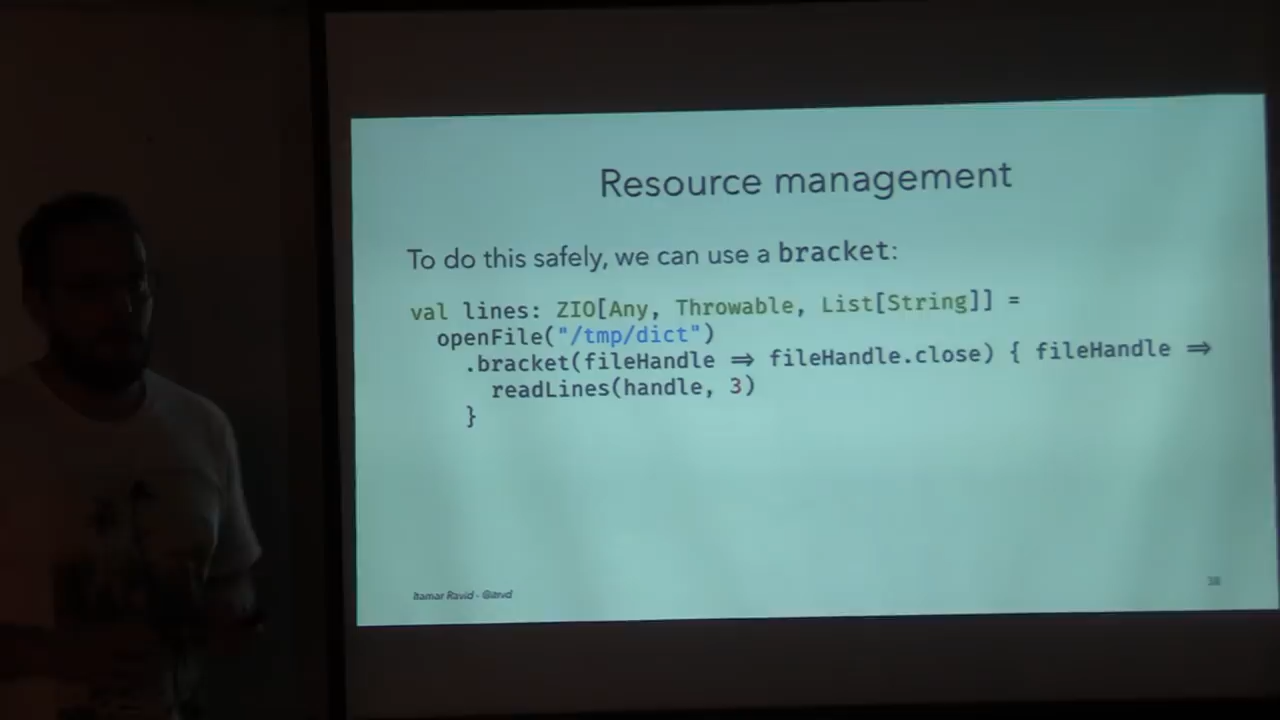 Resource management
To do this safely, we can use a bracket:
val lines: ZIO[Any, Throwable, List[String]] =
openFile("/tmp/dict")
.bracket(fileHandle ⇒ fileHandle.close) { fileHandle ⇒
readLines(handle, 3)
}
Itamar Ravid - @itrvd
38